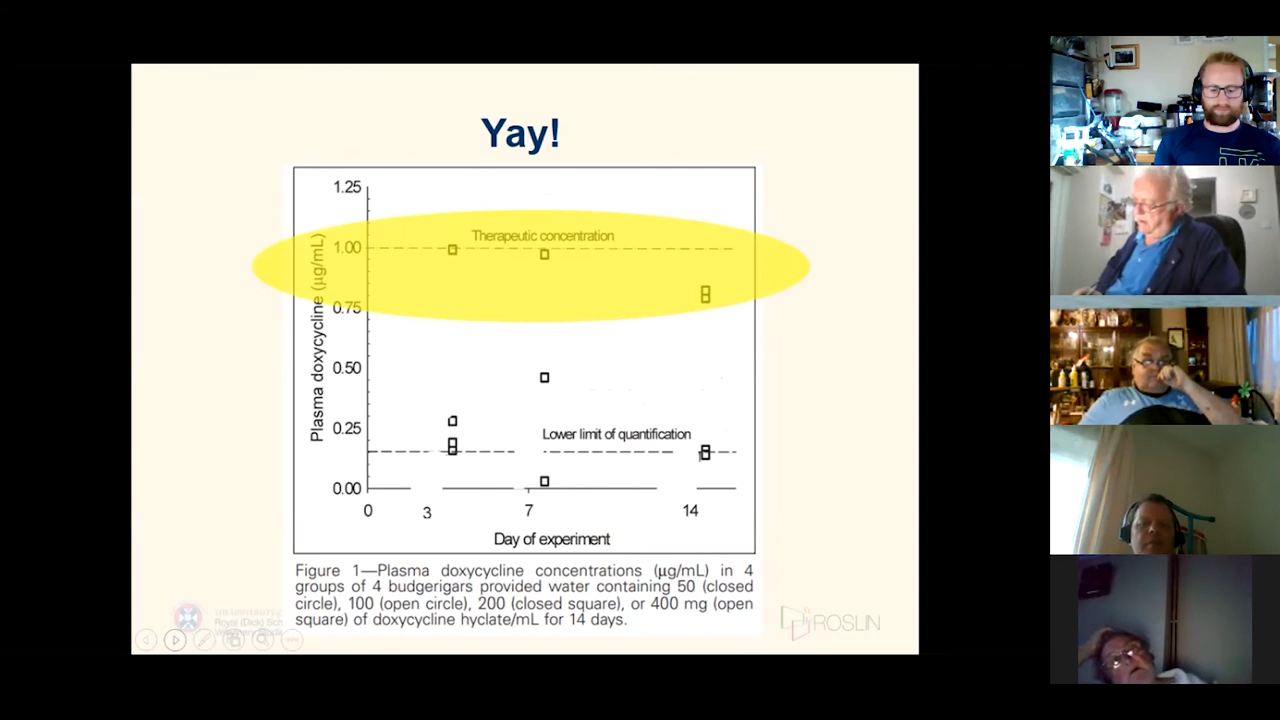 Yay!
1.25
1.00
0.75
0.50
0.25
0.00
Plasma doxycycline (µg/mL)
Therapeutic concentration
Lower limit of quantification
0 3 7 14
Day of experiment
Figure 1—Plasma doxycycline concentrations (µg/mL) in 4
groups of 4 budgerigars provided water containing 50 (closed
circle), 100 (open circle), 200 (closed square), or 400 mg (open
square) of doxycycline hyclate/mL for 14 days.
Royal (Dick) Sch
ROSLIN